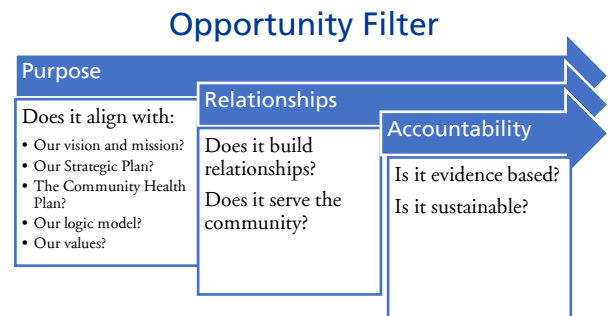 Opportunity Filter
Purpose
Does it align with:
• Our vision and mission?
• Our Strategic Plan?
• The Community Health
Plan?
• Our logic model?
• Our values?
Relationships
Does it build
relationships?
Does it serve the
community?
Accountability
Is it evidence based?
Is it sustainable?